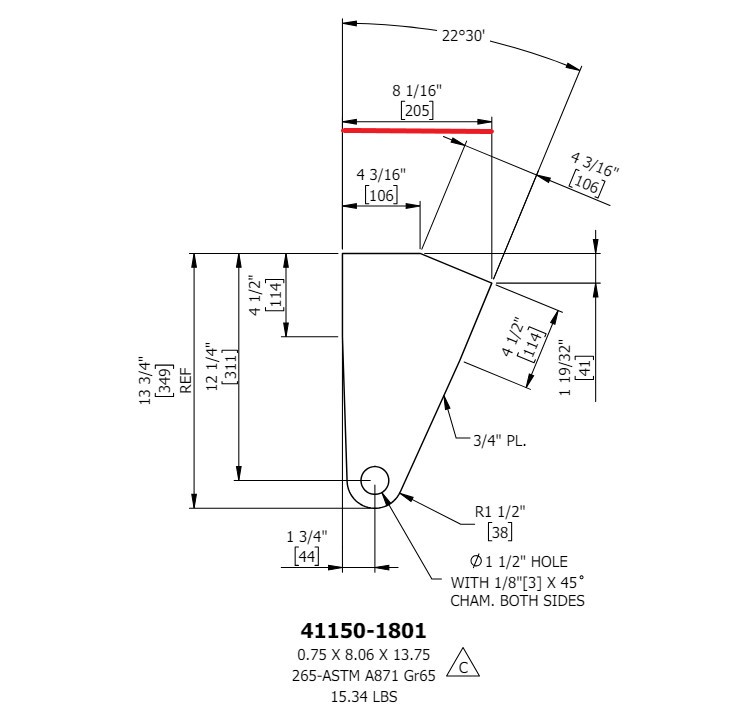 22°30'
8 1/16"
[205]
4 3/16"
[106]
4 3/16"
[106]
4 1/2"
[114]
12 1/4"
[311]
13 3/4"
[349]
REF
4 1/2"
[114]
1 19/32"
[41]
3/4" PL.
R1 1/2"
[38]
1 3/4"
[44]
Ø1 1/2" HOLE
WITH 1/8"[3] X 45°
CHAM. BOTH SIDES
41150-1801
0.75 X 8.06 X 13.75
265-ASTM A871 Gr65
15.34 LBS
C